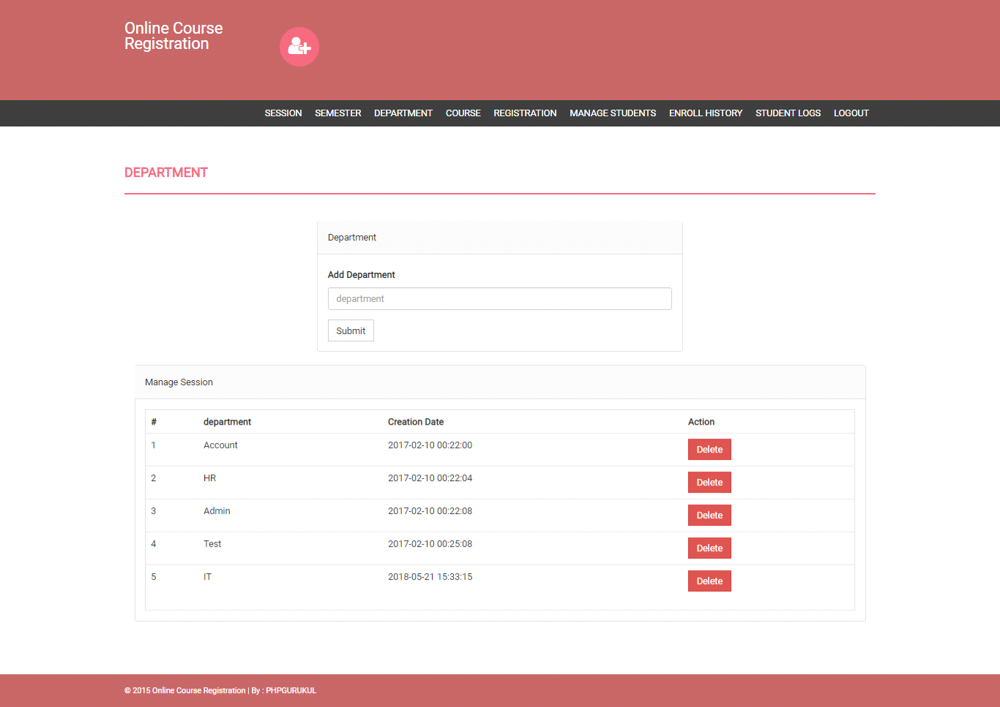 Online Course
Registration
SESSION SEMESTER DEPARTMENT COURSE REGISTRATION MANAGE STUDENTS ENROLL HISTORY STUDENT LOGS LOGOUT
DEPARTMENT
Department
Add Department
department
Submit
Manage Session
# department Creation Date Action
1 Account 2017-02-10 00:22:00 Delete
2 HR 2017-02-10 00:22:04 Delete
3 Admin 2017-02-10 00:22:08 Delete
4 Test 2017-02-10 00:25:08 Delete
5 IT 2018-05-21 15:33:15 Delete
© 2015 Online Course Registration | By : PHPGURUKUL